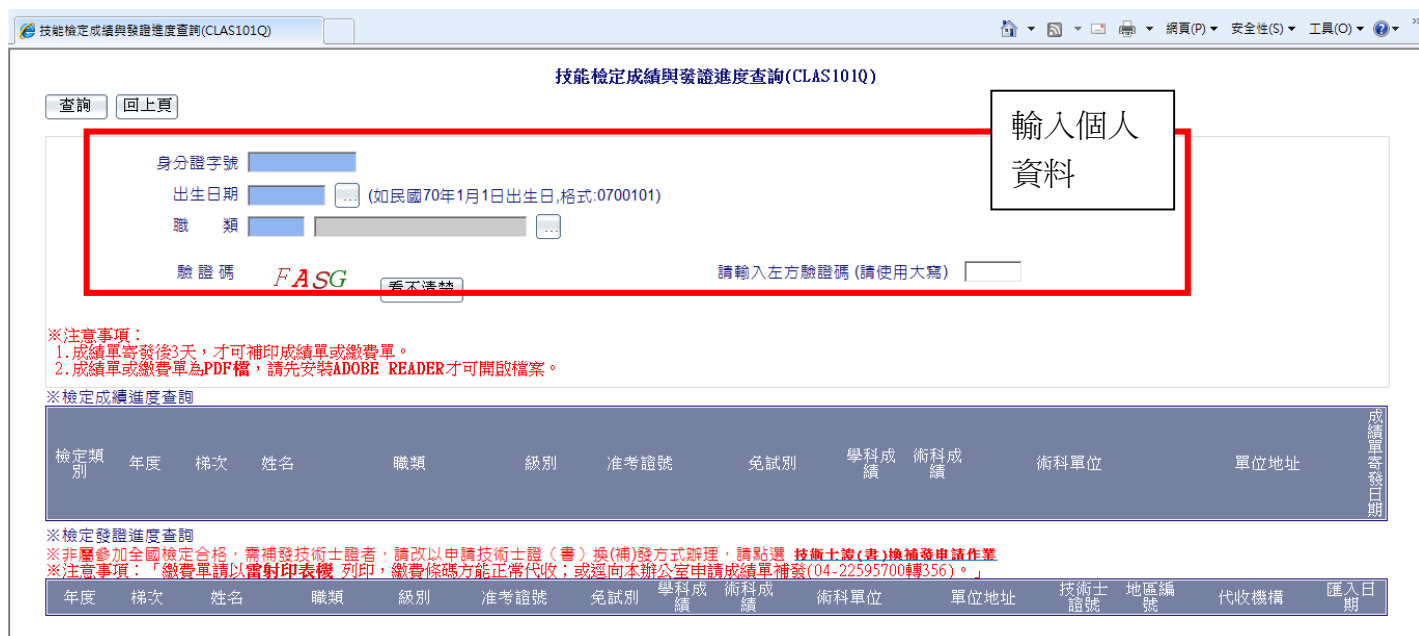 技能檢定成績與發證進度查詢(CLAS101Q)
網頁(P) 安全性(S) 工具(O)
技能檢定成績與發證進度查詢(CLAS101Q)
查詢 回上頁
輸入個人
資料
身分證字號
出生日期 ... (如民國70年1月1日出生日,格式:0700101)
職 類 ...
驗證碼 FASG 看不清楚 請輸入左方驗證碼 (請使用大寫)
※注意事項：
1.成績單寄發後3天，才可補印成績單或繳費單。
2.成績單或繳費單為PDF檔，請先安裝ADOBE READER才可開啟檔案。
※檢定成績進度查詢
檢定類別 年度 梯次 姓名 職類 級別 准考證號 免試別 學科成績 術科成績 術科單位 單位地址 成績單寄發日期
※檢定發證進度查詢
※非屬參加全國檢定合格，需補發技術士證者，請改以申請技術士證（書）換(補)發方式辦理，請點選 技術士證(書)換補發申請作業
※注意事項：「繳費單請以雷射印表機 列印，繳費條碼方能正常代收；或逕向本辦公室申請成績單補發(04-22595700轉356)。」
年度 梯次 姓名 職類 級別 准考證號 免試別 學科成績 術科成績 術科單位 單位地址 技術士證號 地區編號 代收機構 匯入日期